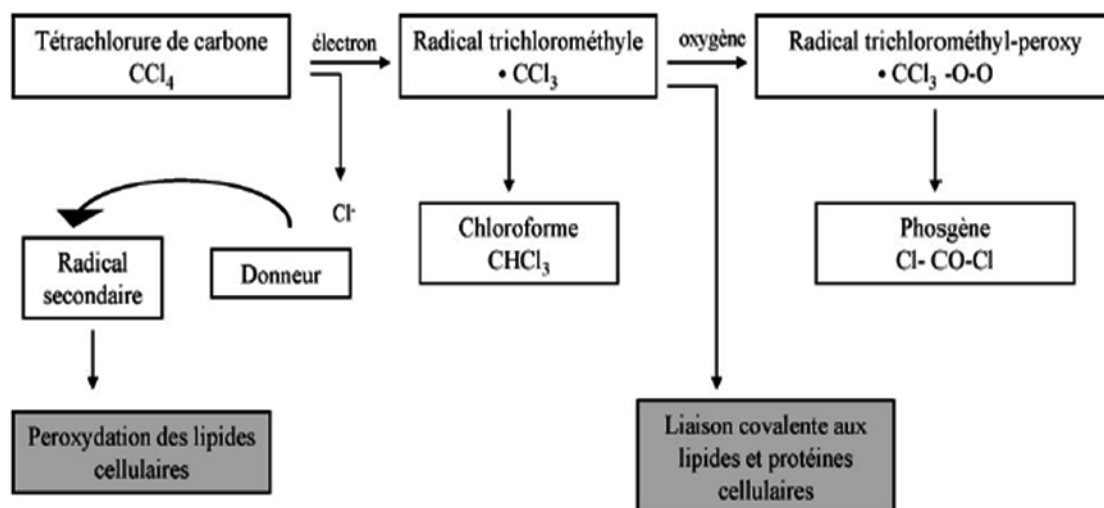 Tétrachlorure de carbone
CCl₄
électron
Radical trichlorométhyle
• CCl₃
oxygène
Radical trichlorométhyl-peroxy
• CCl₃ -O-O
Cl⁻
Radical
secondaire
Donneur
Chloroforme
CHCl₃
Phosgène
Cl- CO-Cl
Peroxydation des lipides
cellulaires
Liaison covalente aux
lipides et protéines
cellulaires